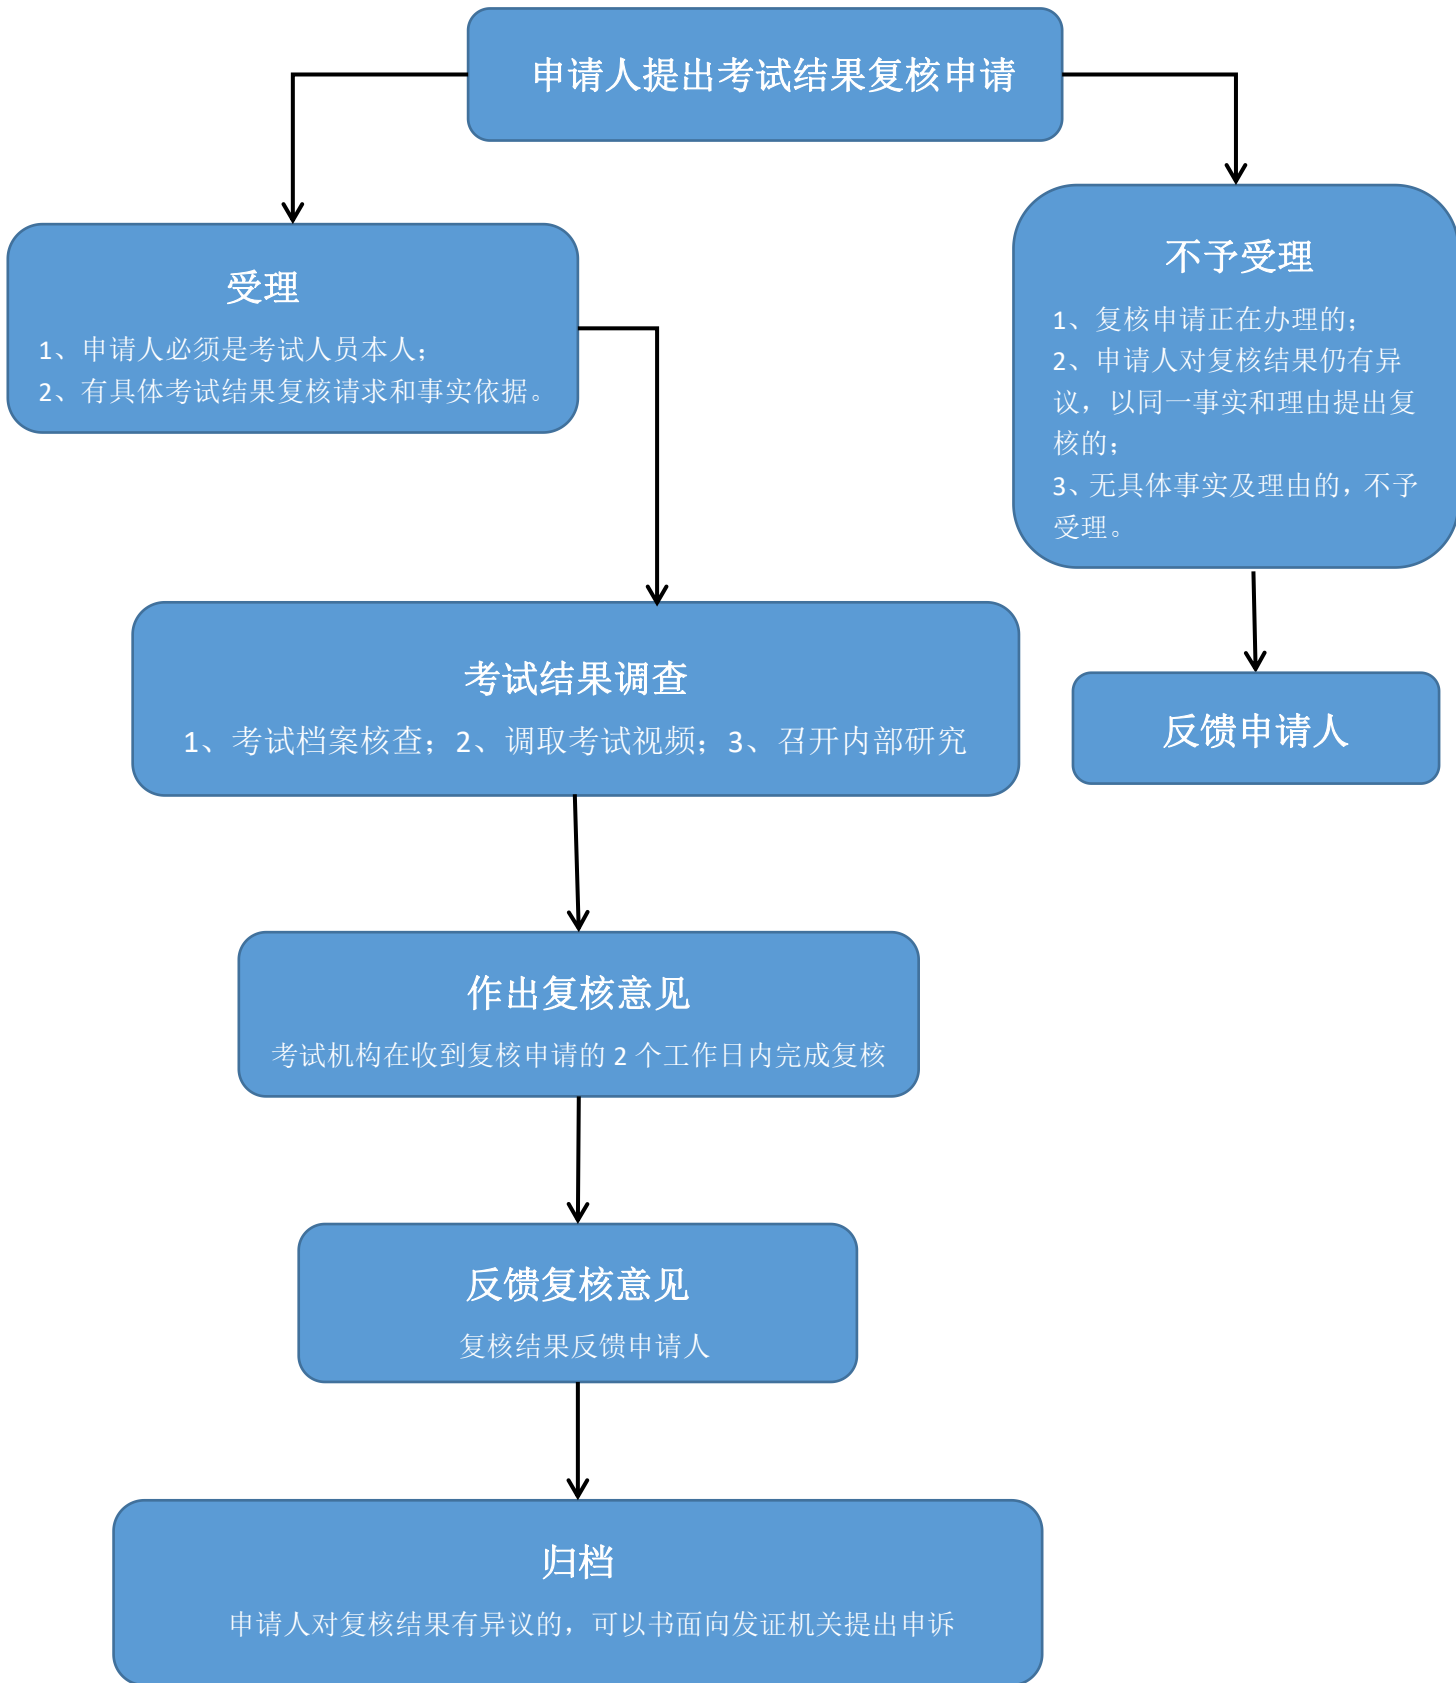 申请人提出考试结果复核申请
受理
1、申请人必须是考试人员本人；
2、有具体考试结果复核请求和事实依据。
不予受理
1、复核申请正在办理的；
2、申请人对复核结果仍有异
议，以同一事实和理由提出复
核的；
3、无具体事实及理由的，不予
受理。
考试结果调查
1、考试档案核查；2、调取考试视频；3、召开内部研究
反馈申请人
作出复核意见
考试机构在收到复核申请的 2 个工作日内完成复核
反馈复核意见
复核结果反馈申请人
归档
申请人对复核结果有异议的，可以书面向发证机关提出申诉